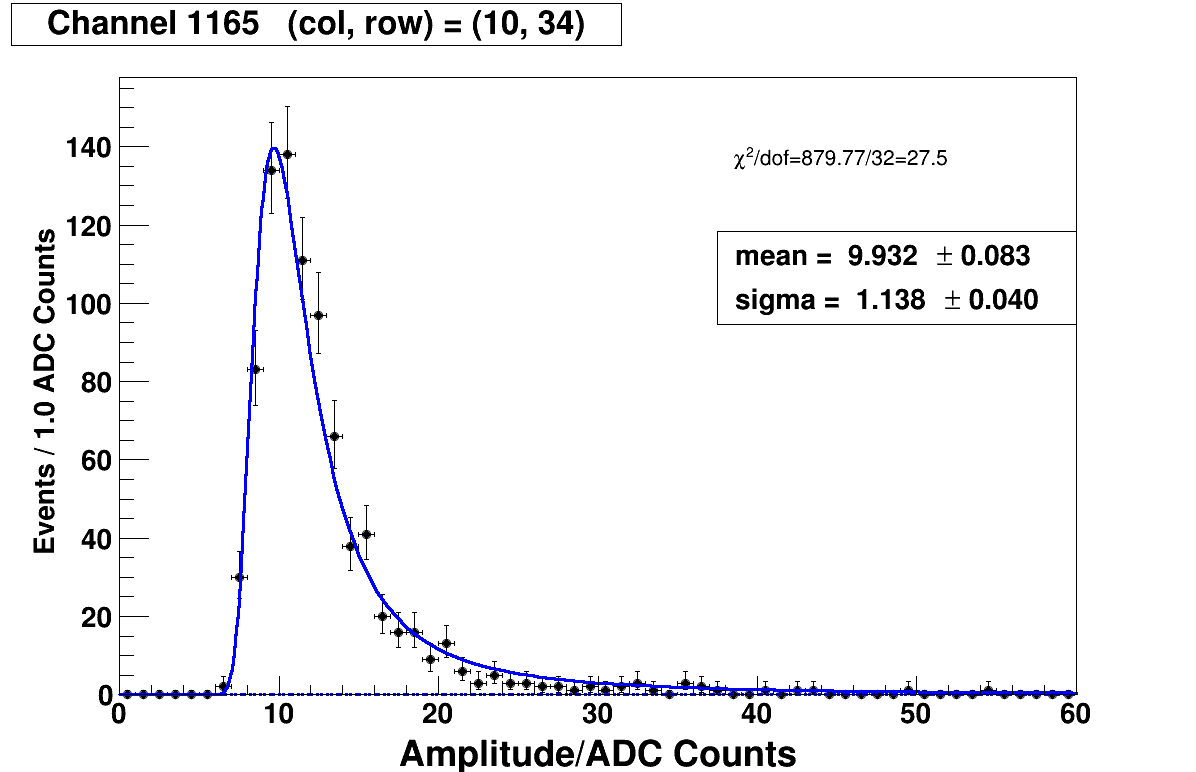 Channel 1165 (col, row) = (10, 34)
χ²/dof=879.77/32=27.5
mean = 9.932 ± 0.083
sigma = 1.138 ± 0.040
Events / 1.0 ADC Counts
140
120
100
80
60
40
20
0
0 10 20 30 40 50 60
Amplitude/ADC Counts